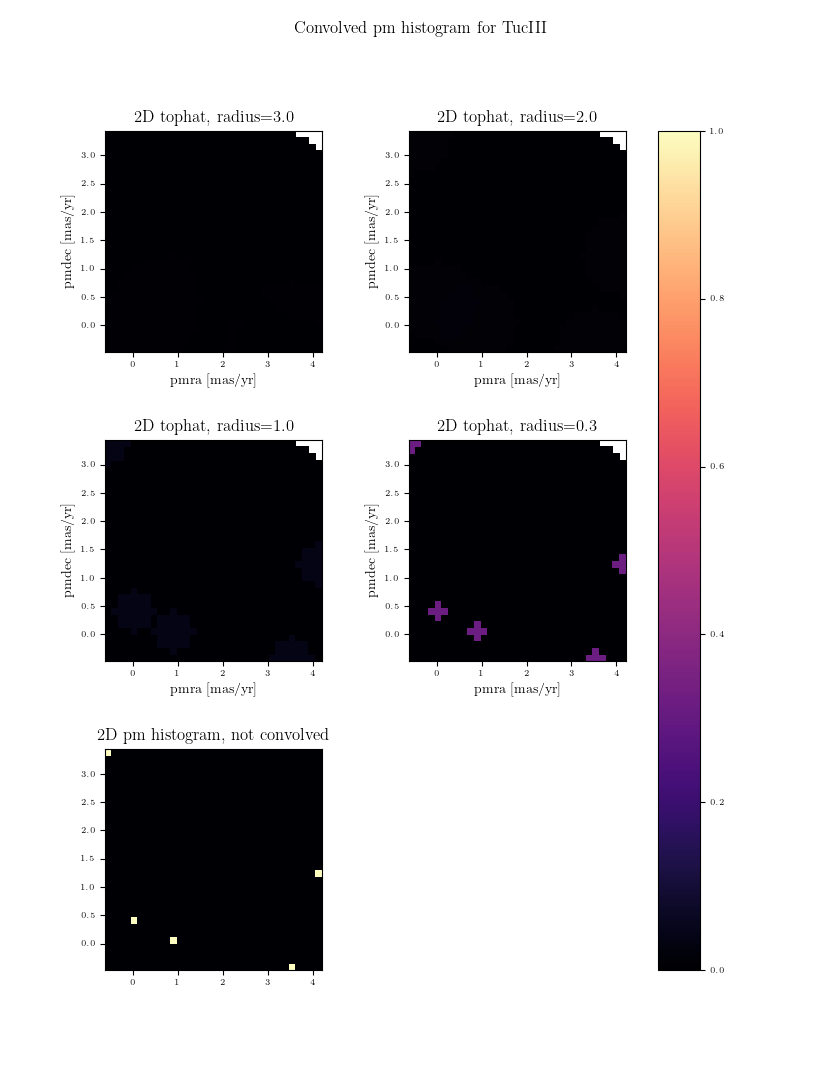 Convolved pm histogram for TucIII
2D tophat, radius=3.0
3.0
2.5
2.0
1.5
1.0
0.5
0.0
pmdec [mas/yr]
0 1 2 3 4
pmra [mas/yr]
2D tophat, radius=2.0
3.0
2.5
2.0
1.5
1.0
0.5
0.0
pmdec [mas/yr]
0 1 2 3 4
pmra [mas/yr]
2D tophat, radius=1.0
3.0
2.5
2.0
1.5
1.0
0.5
0.0
pmdec [mas/yr]
0 1 2 3 4
pmra [mas/yr]
2D tophat, radius=0.3
3.0
2.5
2.0
1.5
1.0
0.5
0.0
pmdec [mas/yr]
0 1 2 3 4
pmra [mas/yr]
2D pm histogram, not convolved
3.0
2.5
2.0
1.5
1.0
0.5
0.0
0 1 2 3 4
1.0
0.8
0.6
0.4
0.2
0.0